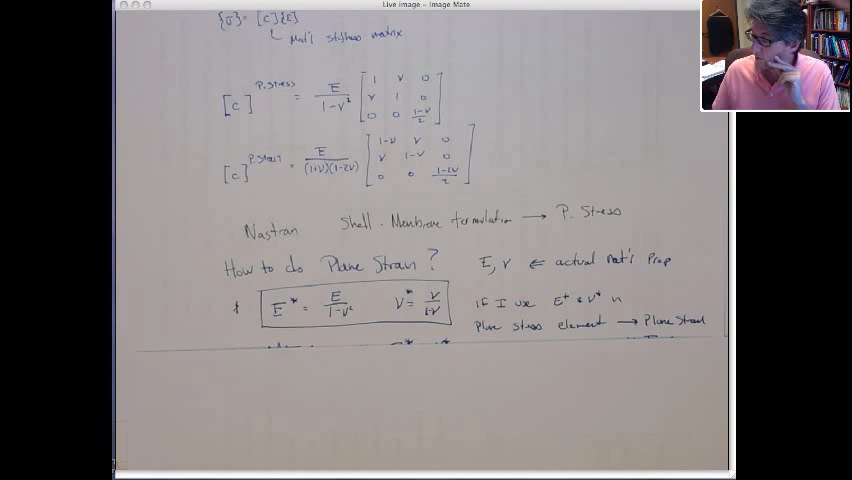 Live Image – Image Mate
{σ} = [C]{ε}
Mat'l stiffness matrix
[C]^P.Stress = E/(1-ν²) [1 ν 0; ν 1 0; 0 0 (1-ν)/2]
[C]^P.Strain = E/((1+ν)(1-2ν)) [1-ν ν 0; ν 1-ν 0; 0 0 (1-2ν)/2]
Nastran Shell - Membrane formulation → P. Stress
How to do Plane Strain? E, ν ⇐ actual mat'l prop
* E* = E/(1-ν²) ν* = ν/(1-ν) If I use E* & ν* in
Plane stress element → Plane Strain